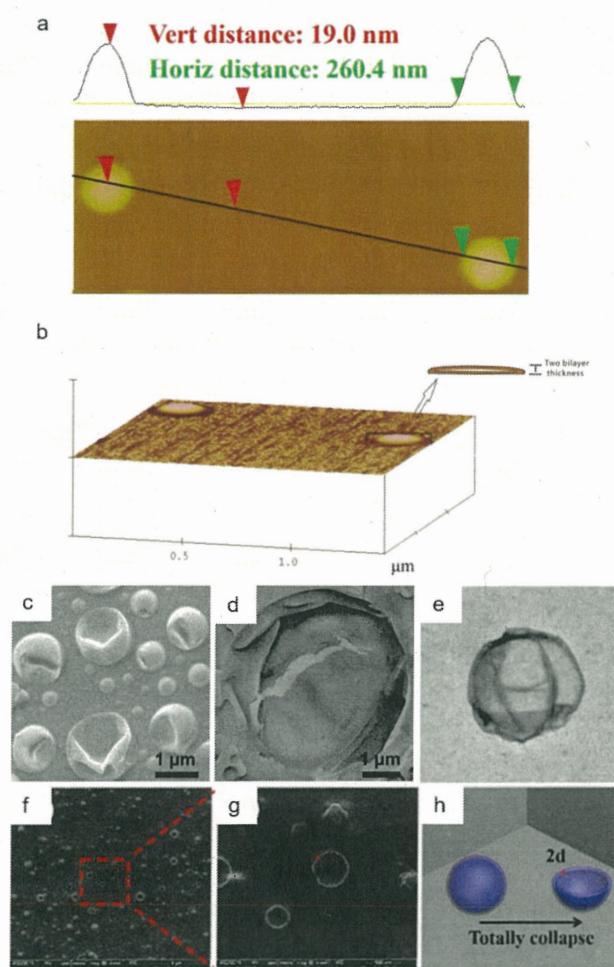 a
Vert distance: 19.0 nm
Horiz distance: 260.4 nm
b
Two bilayer
thickness
0.5
1.0
μm
c
d
e
1 μm
1 μm
f
g
h
2d
Totally collapse